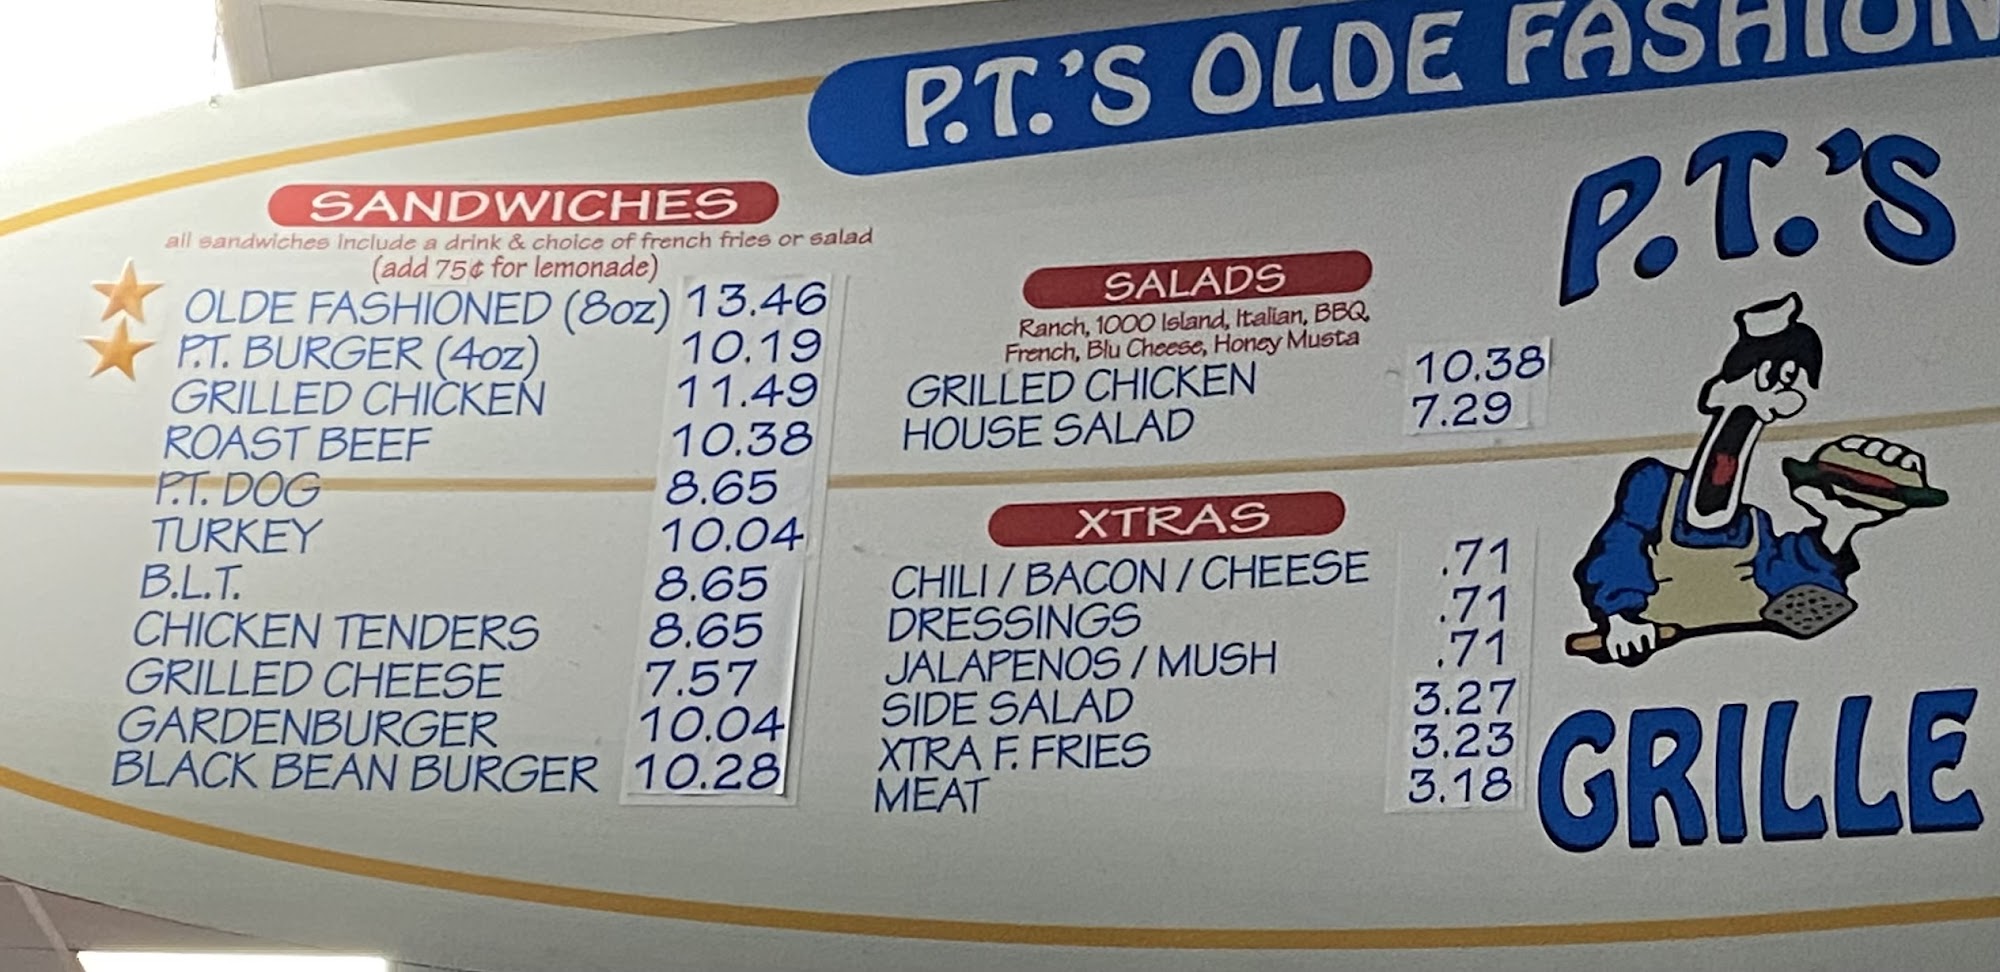 P.T.'S OLDE FASHION
SANDWICHES
all sandwiches include a drink & choice of french fries or salad
(add 75¢ for lemonade)
OLDE FASHIONED (8oz) 13.46
P.T. BURGER (4oz) 10.19
GRILLED CHICKEN 11.49
ROAST BEEF 10.38
P.T. DOG 8.65
TURKEY 10.04
B.L.T. 8.65
CHICKEN TENDERS 8.65
GRILLED CHEESE 7.57
GARDENBURGER 10.04
BLACK BEAN BURGER 10.28
SALADS
Ranch, 1000 Island, Italian, BBQ,
French, Blu Cheese, Honey Musta
GRILLED CHICKEN 10.38
HOUSE SALAD 7.29
XTRAS
CHILI / BACON / CHEESE .71
DRESSINGS .71
JALAPENOS / MUSH .71
SIDE SALAD 3.27
XTRA F. FRIES 3.23
MEAT 3.18
P.T.'S
GRILLE